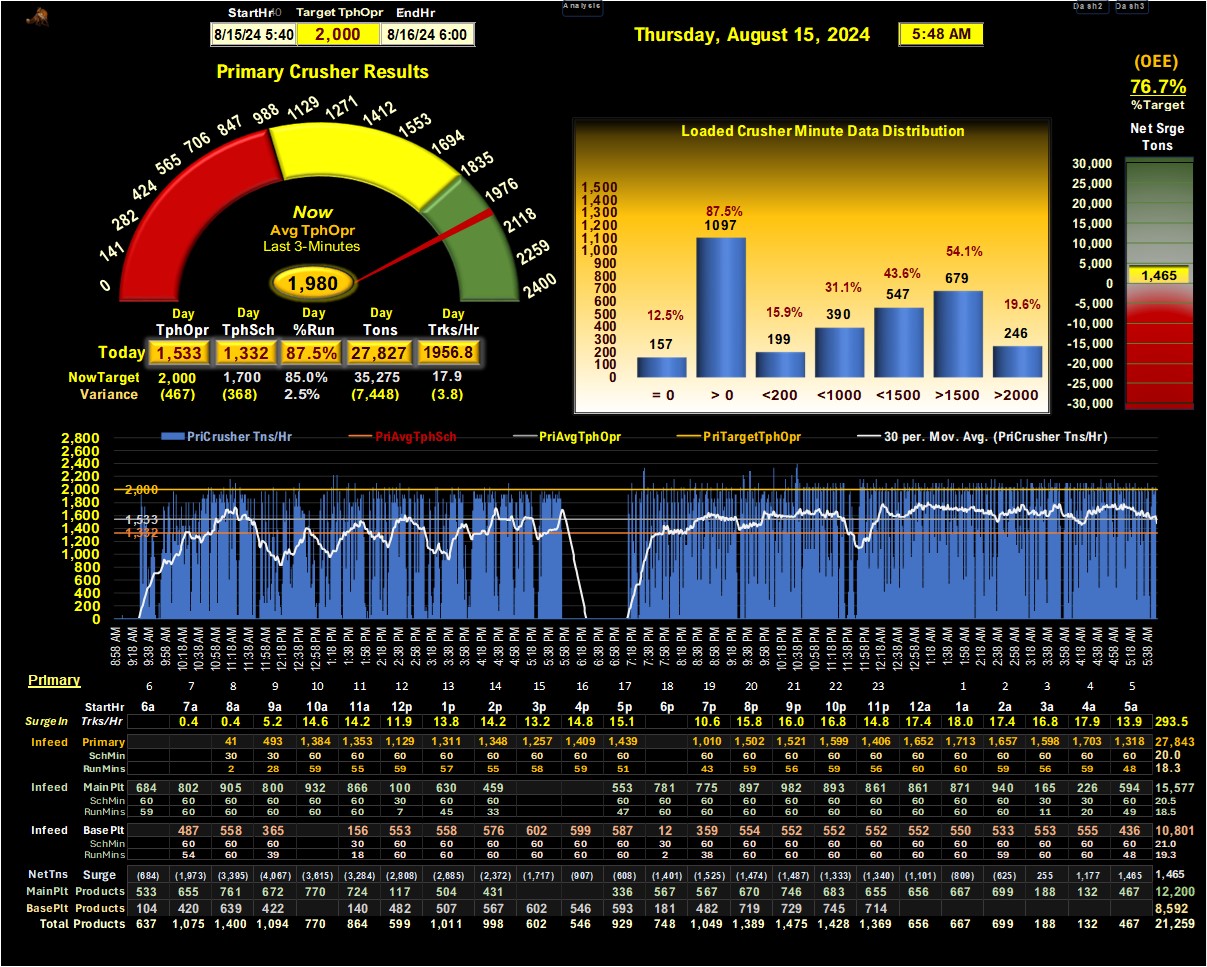 Analysis
Dash2 Dash3
StartHr40 Target TphOpr EndHr
8/15/24 5:40 2,000 8/16/24 6:00
Thursday, August 15, 2024 5:48 AM
(OEE)
76.7%
%Target
Primary Crusher Results
0 141 282 424 565 706 847 988 1129 1271 1412 1553 1694 1835 1976 2118 2259 2400
Now
Avg TphOpr
Last 3-Minutes
1,980
Day Day Day Day Day
TphOpr TphSch %Run Tons Trks/Hr
Today 1,533 1,332 87.5% 27,827 1956.8
NowTarget 2,000 1,700 85.0% 35,275 17.9
Variance (467) (368) 2.5% (7,448) (3.8)
Loaded Crusher Minute Data Distribution
1,500
1,400
1,300
1,200
1,100
1,000
900
800
700
600
500
400
300
200
100
0
12.5% 87.5% 15.9% 31.1% 43.6% 54.1% 19.6%
157 1097 199 390 547 679 246
= 0 > 0 <200 <1000 <1500 >1500 >2000
Net Srge
Tons
30,000
25,000
20,000
15,000
10,000
5,000
1,465
0
-5,000
-10,000
-15,000
-20,000
-25,000
-30,000
PriCrusher Tns/Hr PriAvgTphSch PriAvgTphOpr PriTargetTphOpr 30 per. Mov. Avg. (PriCrusher Tns/Hr)
2,800
2,600
2,400
2,200
2,000
1,800
1,600
1,400
1,200
1,000
800
600
400
200
0
2,000
1,533
1,332
8:58 AM 9:18 AM 9:38 AM 9:58 AM 10:18 AM 10:38 AM 10:58 AM 11:18 AM 11:38 AM 11:58 AM 12:18 PM 12:38 PM 12:58 PM 1:18 PM 1:38 PM 1:58 PM 2:18 PM 2:38 PM 2:58 PM 3:18 PM 3:38 PM 3:58 PM 4:18 PM 4:38 PM 4:58 PM 5:18 PM 5:38 PM 5:58 PM 6:18 PM 6:38 PM 6:58 PM 7:18 PM 7:38 PM 7:58 PM 8:18 PM 8:38 PM 8:58 PM 9:18 PM 9:38 PM 9:58 PM 10:18 PM 10:38 PM 10:58 PM 11:18 PM 11:38 PM 11:58 PM 12:18 AM 12:38 AM 12:58 AM 1:18 AM 1:38 AM 1:58 AM 2:18 AM 2:38 AM 2:58 AM 3:18 AM 3:38 AM 3:58 AM 4:18 AM 4:38 AM 4:58 AM 5:18 AM 5:38 AM
Primary
6 7 8 9 10 11 12 13 14 15 16 17 18 19 20 21 22 23 1 2 3 4 5
StartHr 6a 7a 8a 9a 10a 11a 12p 1p 2p 3p 4p 5p 6p 7p 8p 9p 10p 11p 12a 1a 2a 3a 4a 5a
SurgeIn Trks/Hr 0.4 0.4 5.2 14.6 14.2 11.9 13.8 14.2 13.2 14.8 15.1 10.6 15.8 16.0 16.8 14.8 17.4 18.0 17.4 16.8 17.9 13.9 293.5
Infeed Primary 41 493 1,384 1,353 1,129 1,311 1,348 1,257 1,409 1,439 1,010 1,502 1,521 1,599 1,406 1,652 1,713 1,657 1,598 1,703 1,318 27,843
SchMin 30 30 60 60 60 60 60 60 60 60 60 60 60 60 60 60 60 60 60 60 60 20.0
RunMins 2 28 59 55 59 57 55 58 59 51 43 59 56 59 56 60 60 59 56 59 48 18.3
Infeed MainPlt 684 802 905 800 932 866 100 630 459 553 781 775 897 982 893 861 861 871 940 165 226 594 15,577
SchMin 60 60 60 60 60 60 30 60 60 60 60 60 60 60 60 60 60 60 60 30 30 60 20.5
RunMins 59 60 60 60 60 60 7 45 33 47 60 60 60 60 60 60 60 60 60 11 20 49 18.5
Infeed BasePlt 487 558 365 156 553 558 576 602 599 587 12 359 554 552 552 552 552 550 533 553 555 436 10,801
SchMin 60 60 60 30 60 60 60 60 60 60 30 60 60 60 60 60 60 60 60 60 60 60 21.0
RunMins 54 60 39 18 60 60 60 60 60 60 2 38 60 60 60 60 60 60 59 60 60 48 19.3
NetTns Surge (684) (1,973) (3,395) (4,067) (3,615) (3,284) (2,808) (2,685) (2,372) (1,717) (907) (608) (1,401) (1,525) (1,474) (1,487) (1,333) (1,340) (1,101) (809) (625) 255 1,177 1,465 1,465
MainPlt Products 533 655 761 672 770 724 117 504 431 336 567 567 670 746 683 655 656 667 699 188 132 467 12,200
BasePlt Products 104 420 639 422 140 482 507 567 602 546 593 181 482 719 729 745 714 8,592
Total Products 637 1,075 1,400 1,094 770 864 599 1,011 998 602 546 929 748 1,049 1,389 1,475 1,428 1,369 656 667 699 188 132 467 21,259